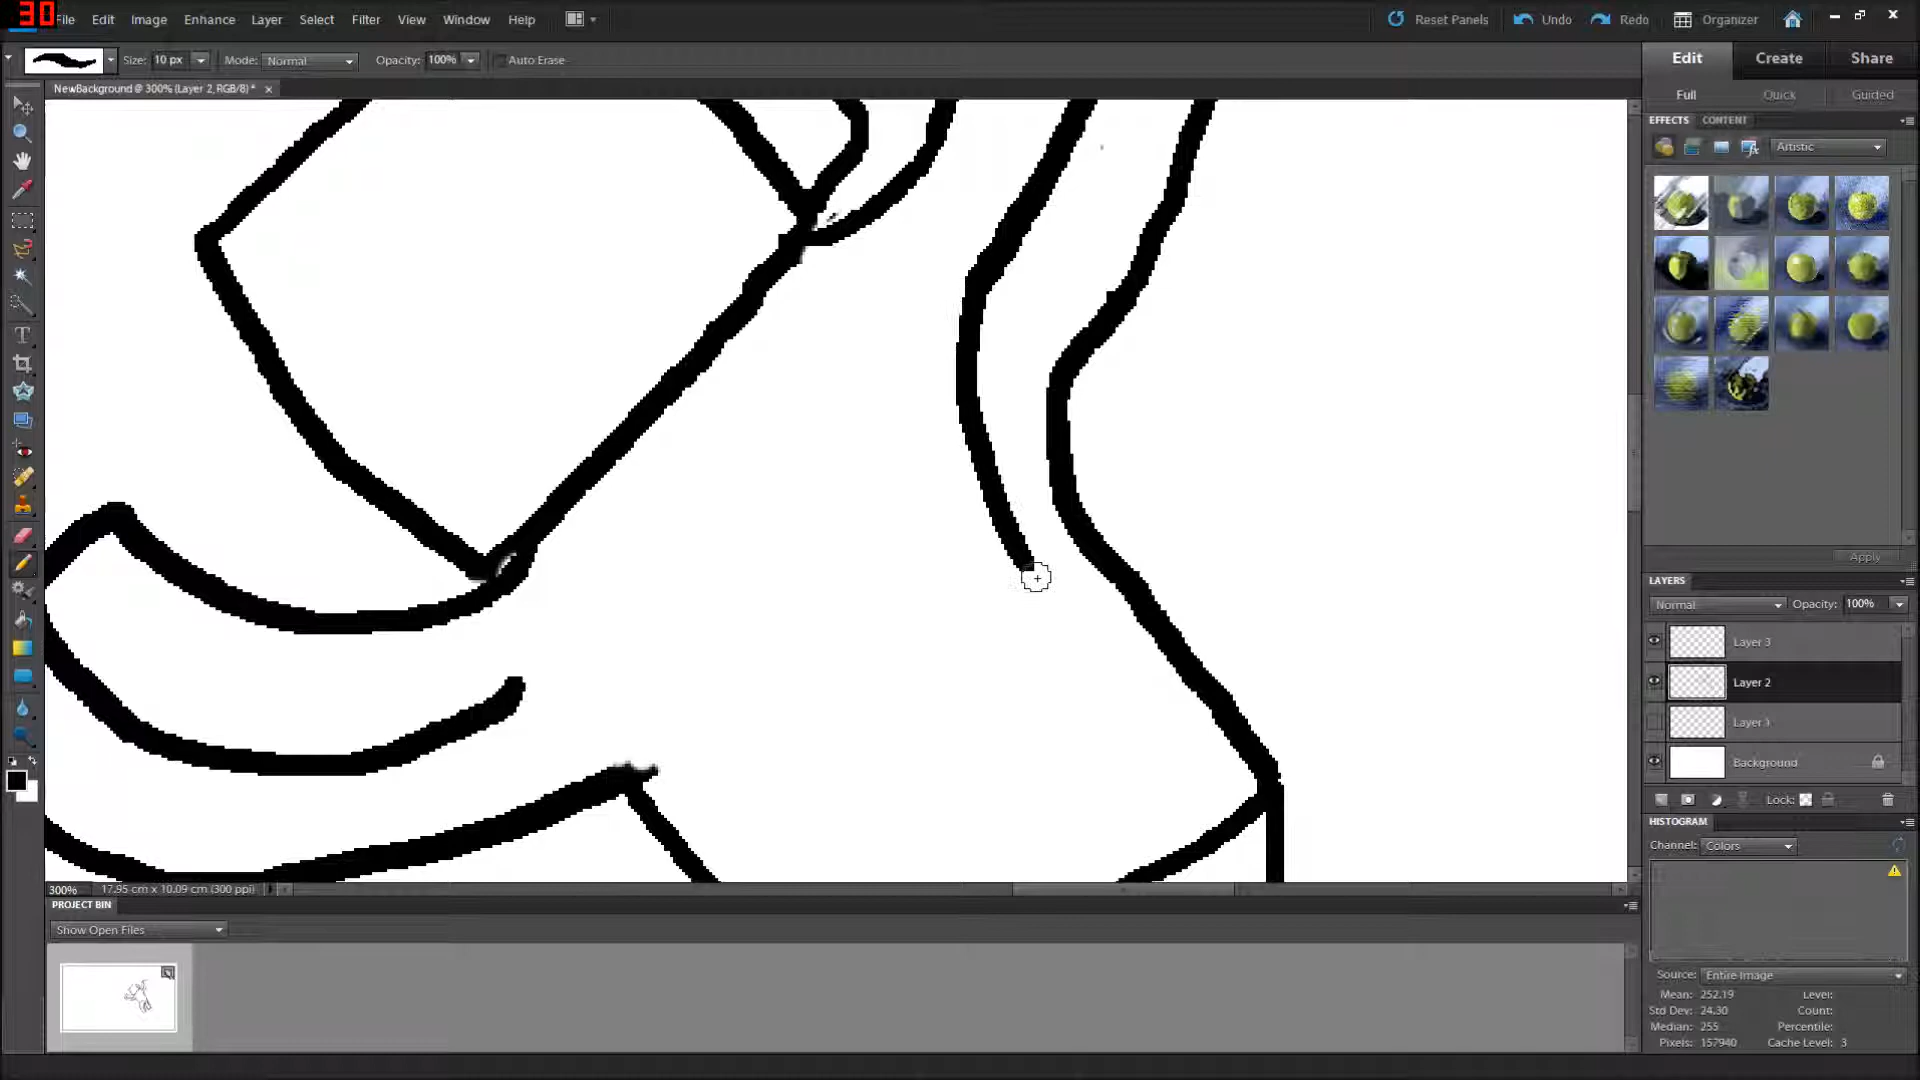 30
File Edit Image Enhance Layer Select Filter View Window Help Reset Panels Undo Redo Organizer
Size: 10 px Mode: Normal Opacity: 100% Auto Erase
Edit Create Share
NewBackground @ 300% (Layer 2, RGB/8) * ×
Full Quick Guided
EFFECTS CONTENT
Artistic
Apply
LAYERS
Normal Opacity: 100%
Layer 3
Layer 2
Layer 1
Background
Lock:
HISTOGRAM
Channel: Colors
300% 17.95 cm x 10.09 cm (300 ppi)
PROJECT BIN
Show Open Files
Source: Entire Image
Mean: 252.19 Level:
Std Dev: 24.30 Count:
Median: 255 Percentile:
Pixels: 157940 Cache Level: 3